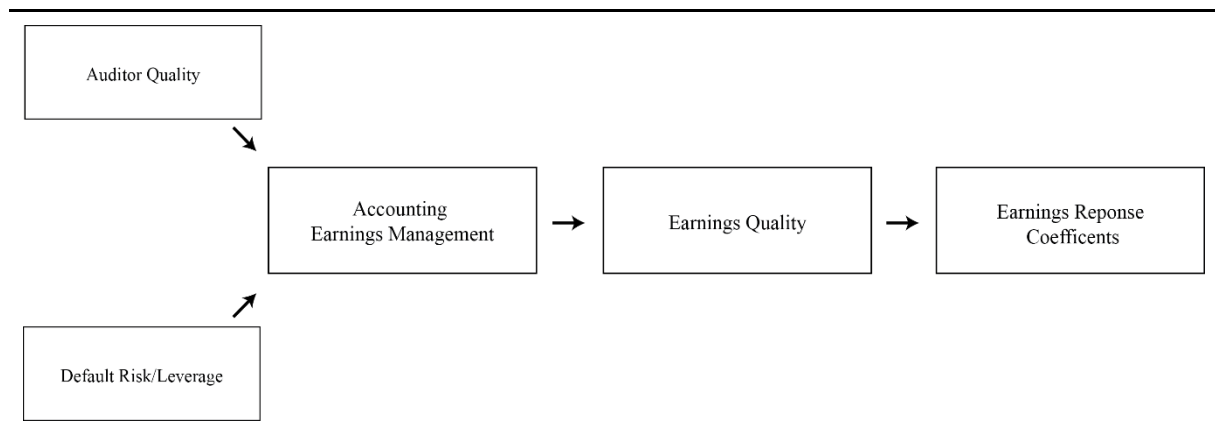 Auditor Quality
Accounting
Earnings Management
Earnings Quality
Earnings Reponse
Coefficents
Default Risk/Leverage